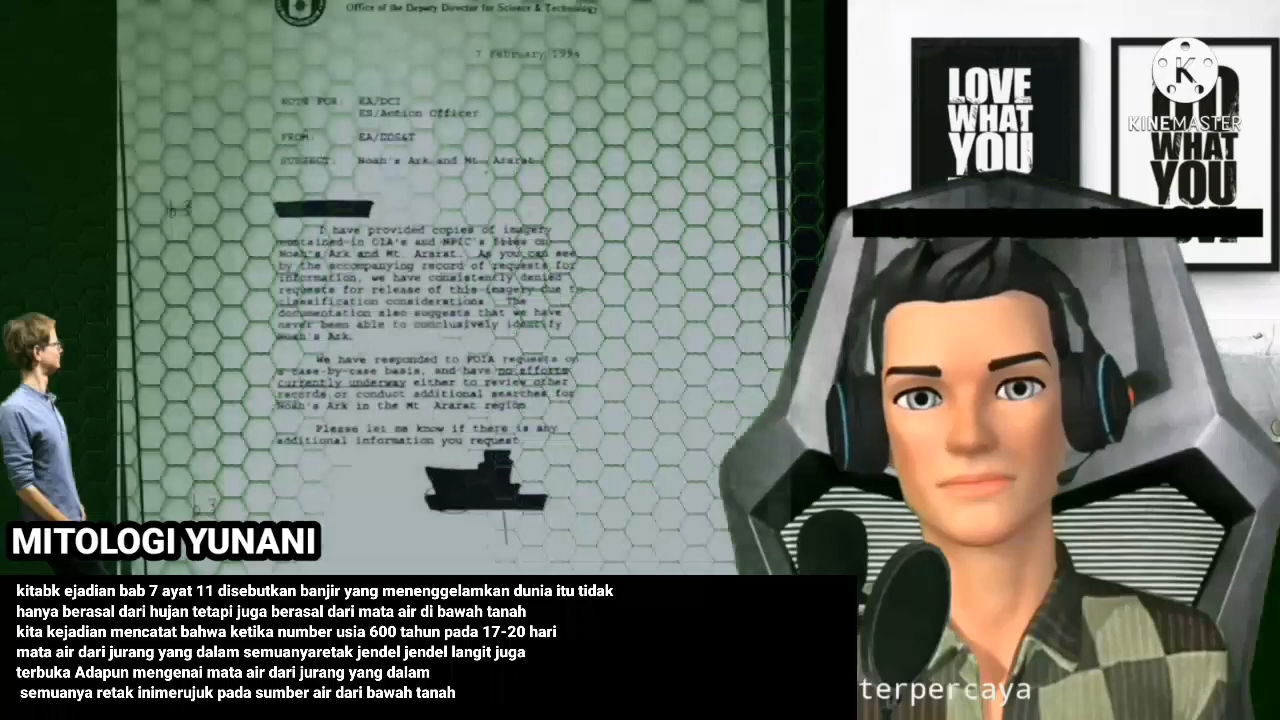 Office of the Deputy Director for Science & Technology
7 February 1994
NOTE FOR: EA/DCI
ES/Action Officer
FROM: EA/DDS&T
SUBJECT: Noah's Ark and Mt. Ararat
I have provided copies of imagery
contained in OIA's and NPIC's files on
Noah's Ark and Mt. Ararat. As you can see
by the accompanying record of requests for
information, we have consistently denied
requests for release of this imagery due to
classification considerations. The
documentation also suggests that we have
never been able to conclusively identify
Noah's Ark.
We have responded to FOIA requests on
a case-by-case basis, and have no efforts
currently underway either to review other
records or conduct additional searches for
Noah's Ark in the Mt. Ararat region
Please let me know if there is any
additional information you request
LOVE
WHAT
YOU
K
KINEMASTER
WHAT
YOU
MITOLOGI YUNANI
kitabk ejadian bab 7 ayat 11 disebutkan banjir yang menenggelamkan dunia itu tidak
hanya berasal dari hujan tetapi juga berasal dari mata air di bawah tanah
kita kejadian mencatat bahwa ketika number usia 600 tahun pada 17-20 hari
mata air dari jurang yang dalam semuanyaretak jendel jendel langit juga
terbuka Adapun mengenai mata air dari jurang yang dalam
semuanya retak inimerujuk pada sumber air dari bawah tanah
terpercaya